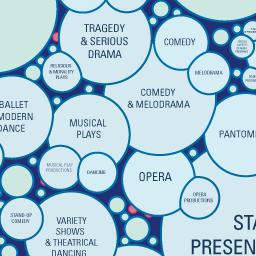 TRAGEDY
& SERIOUS
DRAMA
COMEDY
RELIGIOUS
& MORALITY
PLAYS
MELODRAMA
COMEDY
& MELODRAMA
BALLET
MODERN
DANCE
MUSICAL
PLAYS
PANTOM
MUSICAL PLAY
PRODUCTIONS
DANCING
OPERA
OPERA
PRODUCTIONS
STAND-UP
COMEDY
VARIETY
SHOWS
& THEATRICAL
DANCING
STA
PRESEN